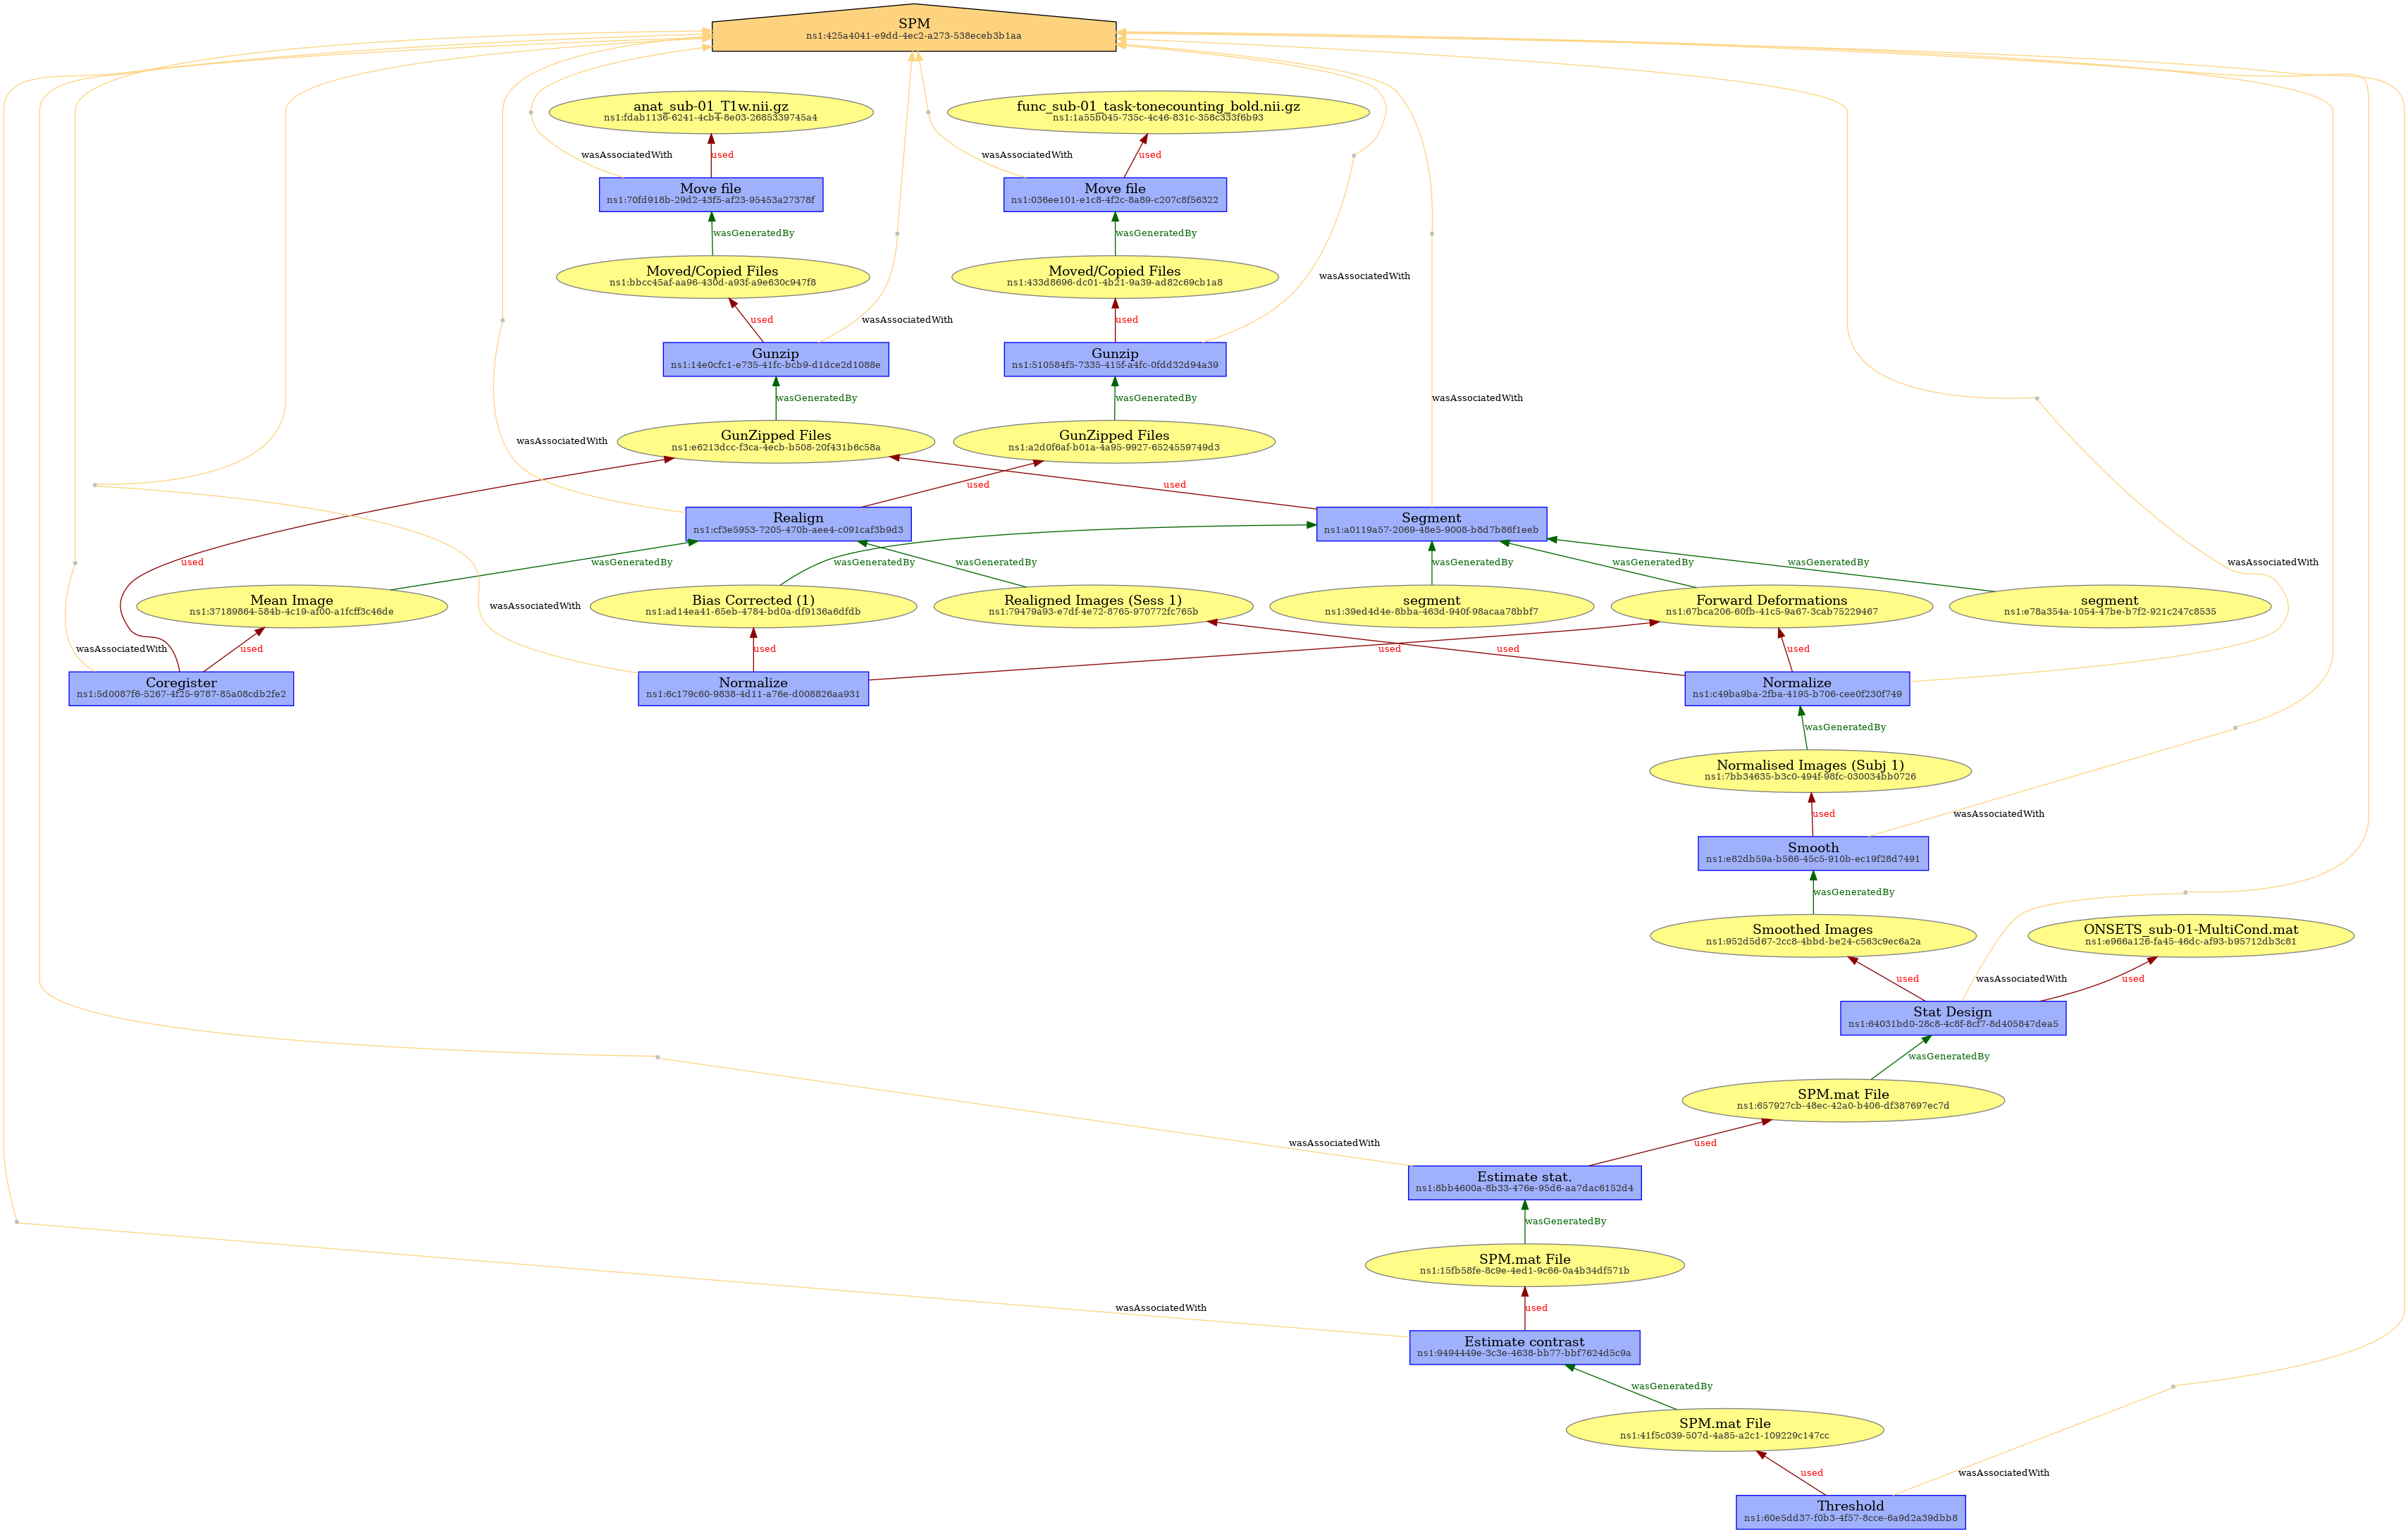 SPM
ns1:425a4041-e9dd-4ec2-a273-538eceb3b1aa
anat_sub-01_T1w.nii.gz
ns1:fdab1136-6241-4cb4-8e03-2685339745a4
func_sub-01_task-tonecounting_bold.nii.gz
ns1:1a55b045-735c-4c46-831c-358c333f6b93
wasAssociatedWith
used
wasAssociatedWith
used
Move file
ns1:70fd918b-29d2-43f5-af23-95453a27378f
Move file
ns1:036ee101-e1c8-4f2c-8a89-c207c8f56322
wasGeneratedBy
wasGeneratedBy
Moved/Copied Files
ns1:bbcc45af-aa96-430d-a93f-a9e630c947f8
Moved/Copied Files
ns1:433d8696-dc01-4b21-9a39-ad82c69cb1a8
wasAssociatedWith
used
wasAssociatedWith
used
Gunzip
ns1:14e0cfc1-e735-41fc-bcb9-d1dce2d1088e
Gunzip
ns1:510584f5-7335-415f-a4fc-0fdd32d94a39
wasGeneratedBy
wasGeneratedBy
wasAssociatedWith
GunZipped Files
ns1:e6213dcc-f3ca-4ecb-b508-20f431b6c58a
GunZipped Files
ns1:a2d0f6af-b01a-4a95-9927-6524559749d3
wasAssociatedWith
used
used
Realign
ns1:cf3e5953-7205-470b-aee4-c091caf3b9d3
Segment
ns1:a0119a57-2069-48e5-9008-b8d7b86f1eeb
used
wasGeneratedBy
wasGeneratedBy
wasGeneratedBy
wasGeneratedBy
wasGeneratedBy
wasGeneratedBy
wasAssociatedWith
Mean Image
ns1:37189864-584b-4c19-af00-a1fcff3c46de
wasAssociatedWith
Bias Corrected (1)
ns1:ad14ea41-65eb-4784-bd0a-df9136a6dfdb
Realigned Images (Sess 1)
ns1:79479a93-e7df-4e72-8765-970772fc765b
segment
ns1:39ed4d4e-8bba-463d-940f-98acaa78bbf7
Forward Deformations
ns1:67bca206-60fb-41c5-9a67-3cab75229467
segment
ns1:e78a354a-1054-47be-b7f2-921c247c8535
wasAssociatedWith
used
used
used
used
used
Coregister
ns1:5d0087f6-5267-4f25-9787-85a08cdb2fe2
Normalize
ns1:6c179c60-9838-4d11-a76e-d008826aa931
Normalize
ns1:c49ba9ba-2fba-4195-b706-cee0f230f749
wasGeneratedBy
Normalised Images (Subj 1)
ns1:7bb34635-b3c0-494f-98fc-030034bb0726
used
wasAssociatedWith
Smooth
ns1:e82db59a-b566-45c5-910b-ec19f28d7491
wasGeneratedBy
Smoothed Images
ns1:952d5d67-2cc8-4bbd-be24-c563c9ec6a2a
ONSETS_sub-01-MultiCond.mat
ns1:e966a126-fa45-46dc-af93-b95712db3c81
used
wasAssociatedWith
used
Stat Design
ns1:64031bd0-28c8-4c8f-8cf7-8d405847dea5
wasGeneratedBy
SPM.mat File
ns1:657927cb-48ec-42a0-b406-df387697ec7d
wasAssociatedWith
used
Estimate stat.
ns1:8bb4600a-8b33-476e-95d6-aa7dac6152d4
wasGeneratedBy
SPM.mat File
ns1:15fb58fe-8c9e-4ed1-9c66-0a4b34df571b
wasAssociatedWith
used
Estimate contrast
ns1:9494449e-3c3e-4638-bb77-bbf7624d5c9a
wasGeneratedBy
SPM.mat File
ns1:41f5c039-507d-4a85-a2c1-109229c147cc
used
wasAssociatedWith
Threshold
ns1:60e5dd37-f0b3-4f57-8cce-6a9d2a39dbb8